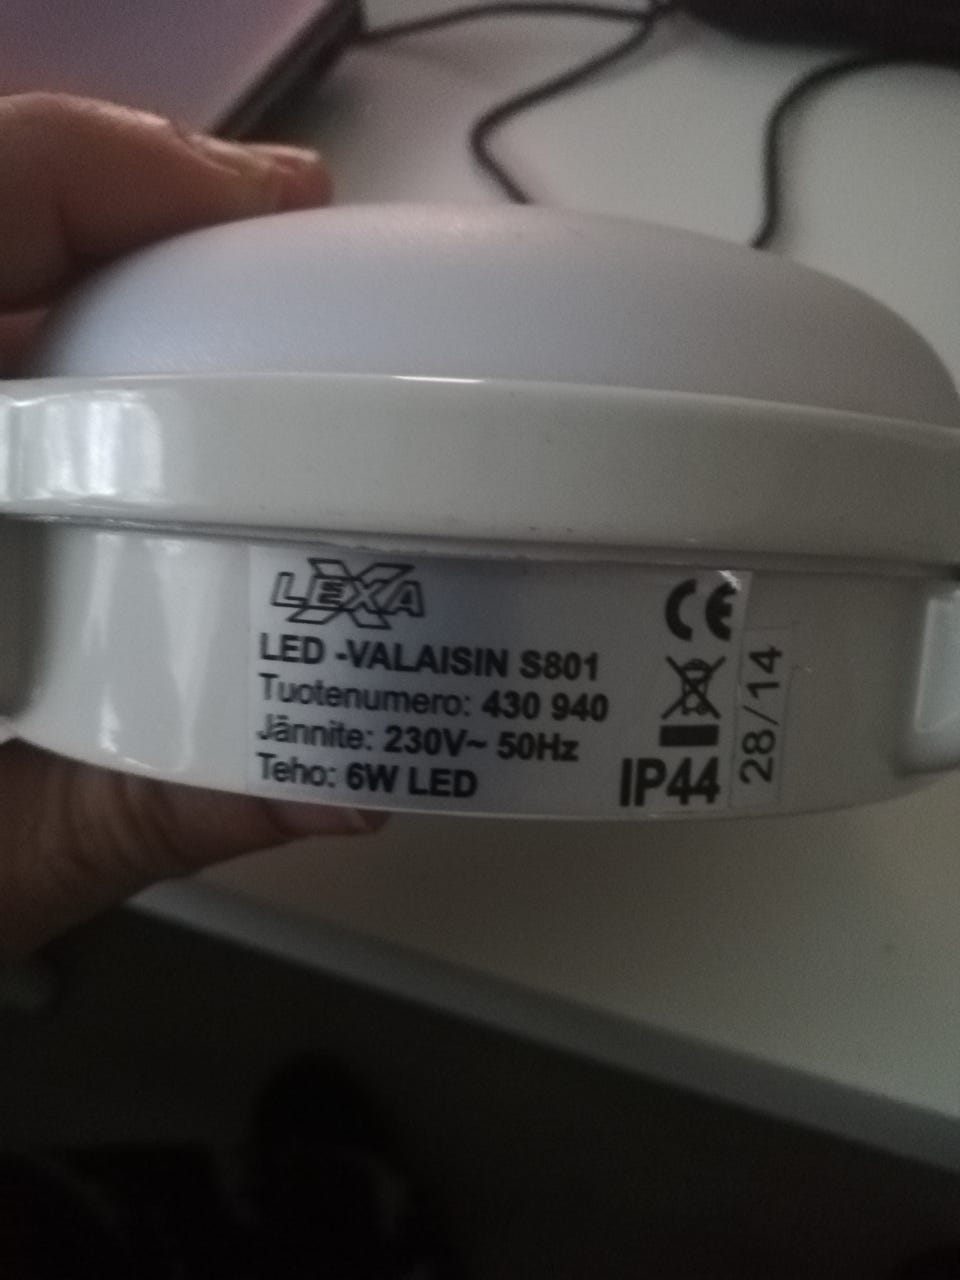 LEXA
LED -VALAISIN S801
Tuotenumero: 430 940
Jännite: 230V~ 50Hz
Teho: 6W LED
CE
IP44
28/14